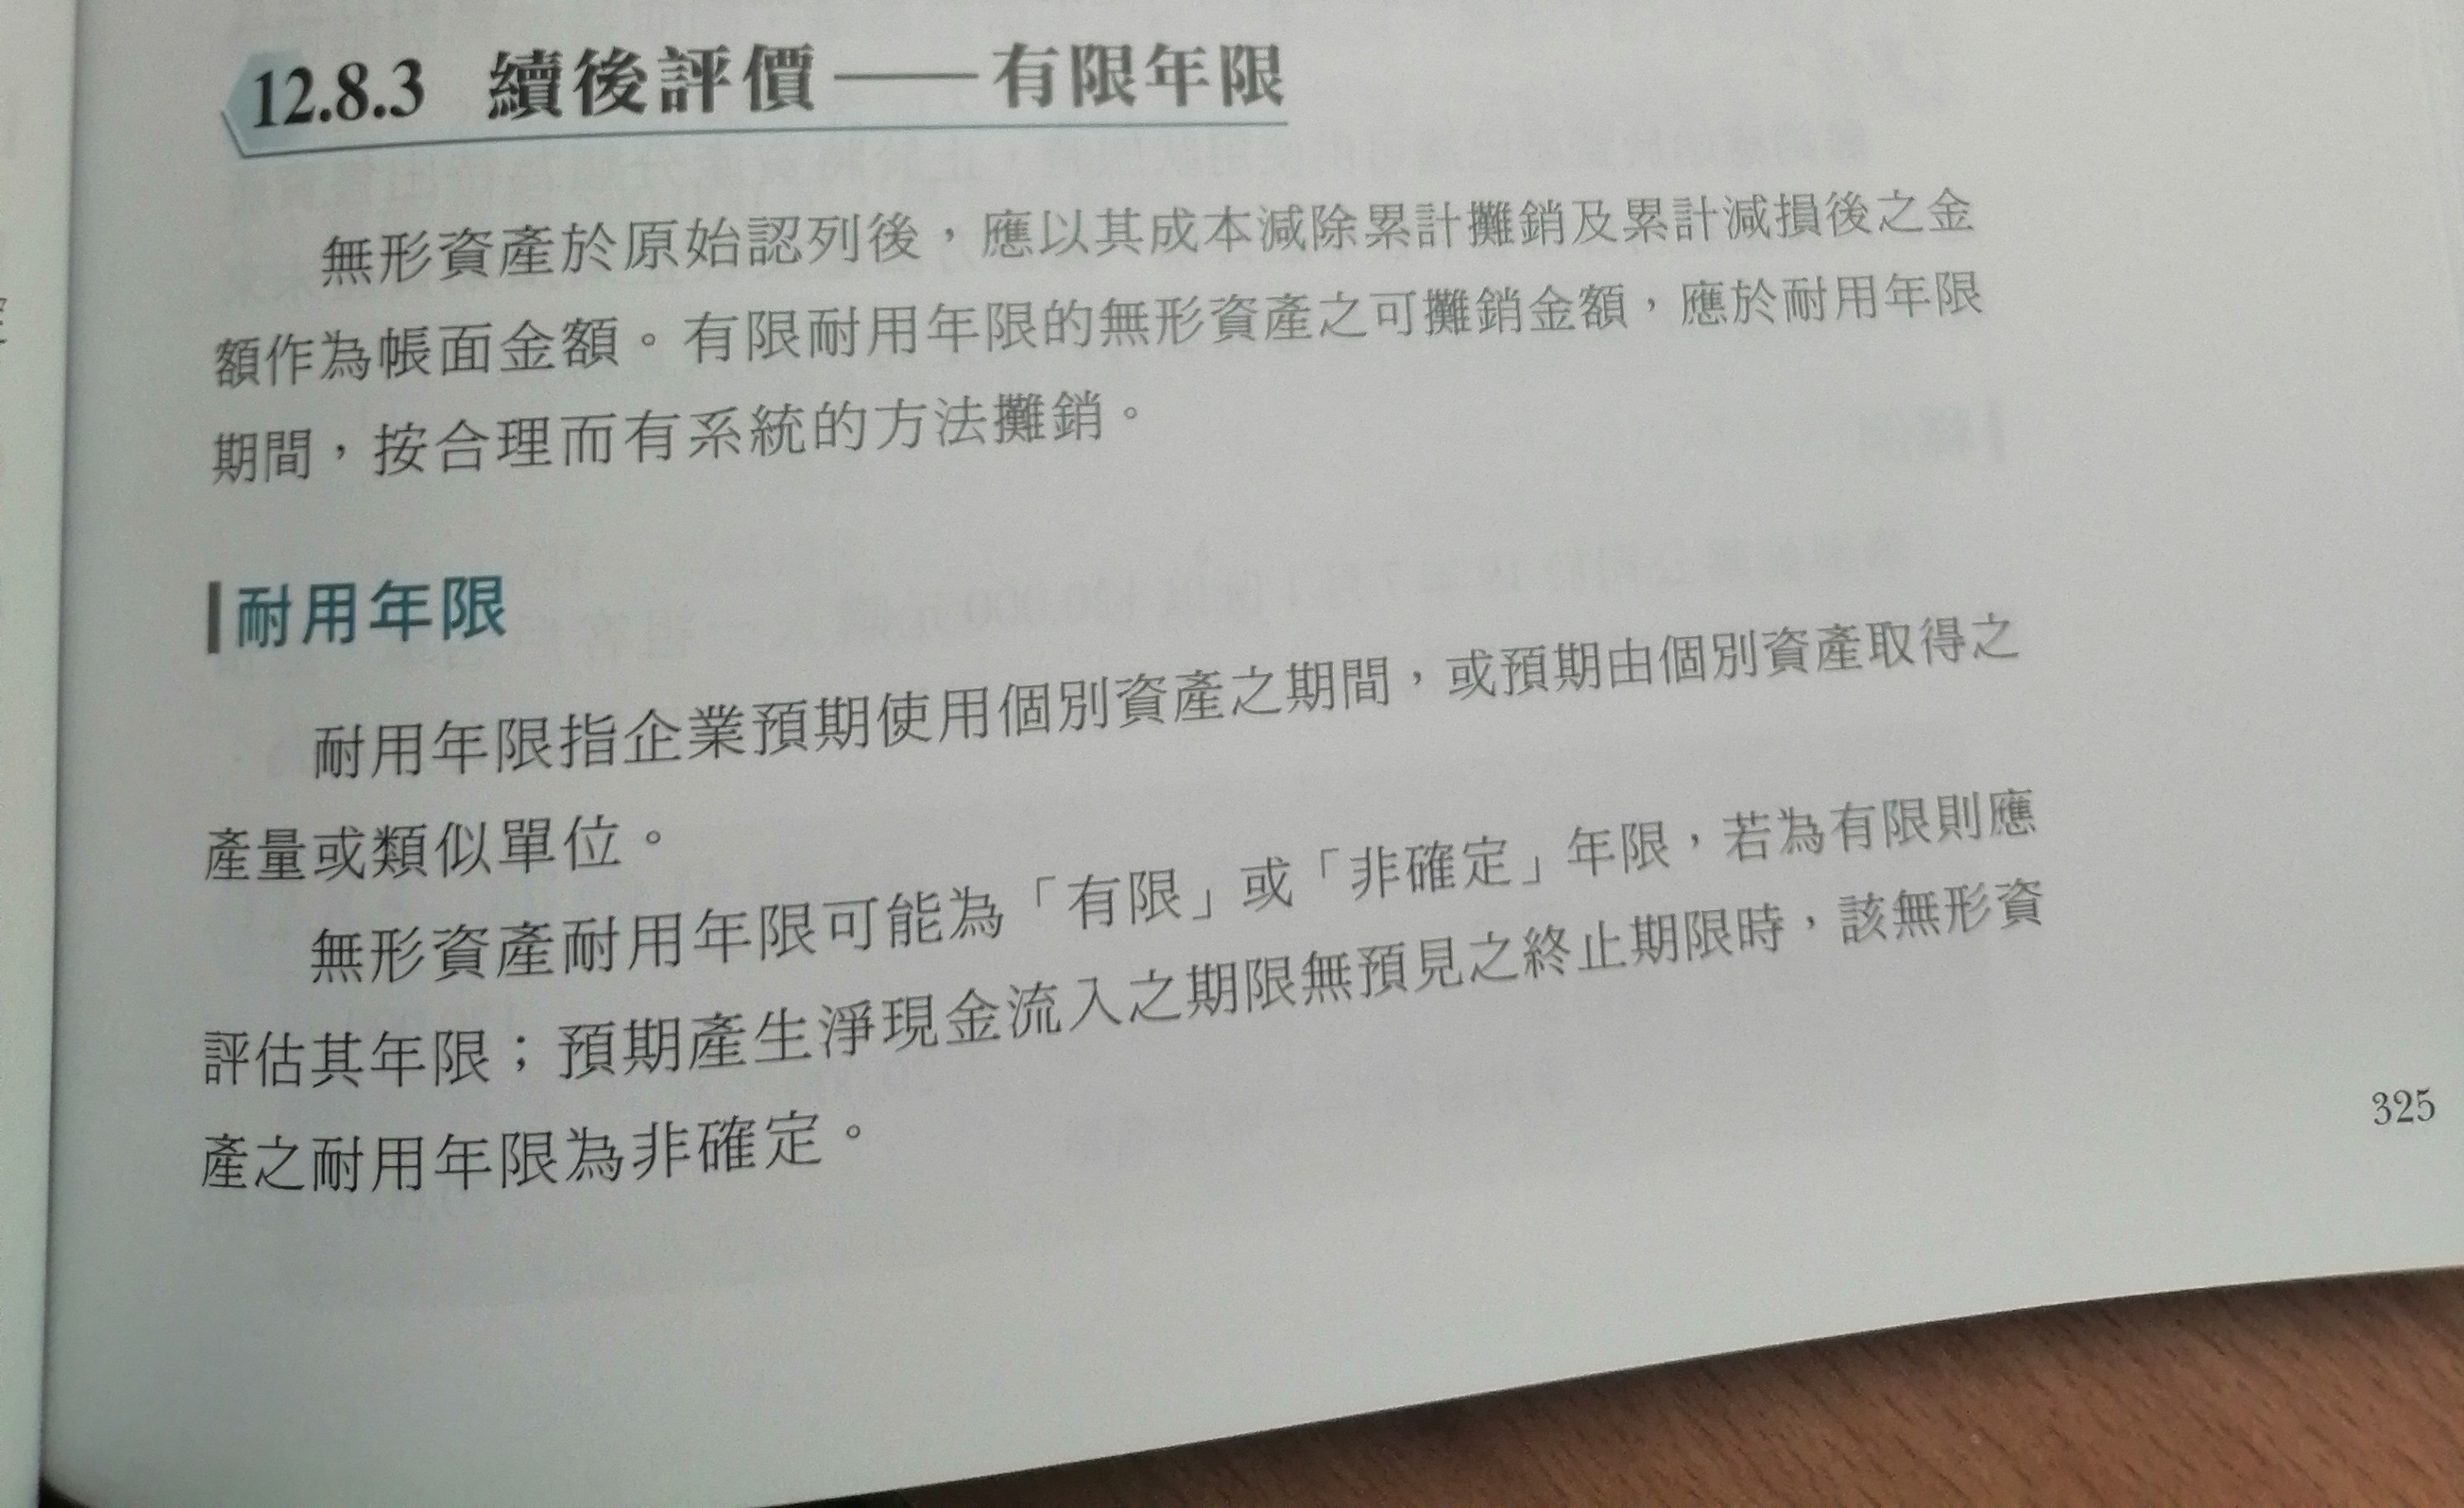 12.8.3 續後評價——有限年限
無形資產於原始認列後，應以其成本減除累計攤銷及累計減損後之金
額作為帳面金額。有限耐用年限的無形資產之可攤銷金額，應於耐用年限
期間，按合理而有系統的方法攤銷。
耐用年限
耐用年限指企業預期使用個別資產之期間，或預期由個別資產取得之
產量或類似單位。
無形資產耐用年限可能為「有限」或「非確定」年限，若為有限則應
評估其年限；預期產生淨現金流入之期限無預見之終止期限時，該無形資
產之耐用年限為非確定。
325